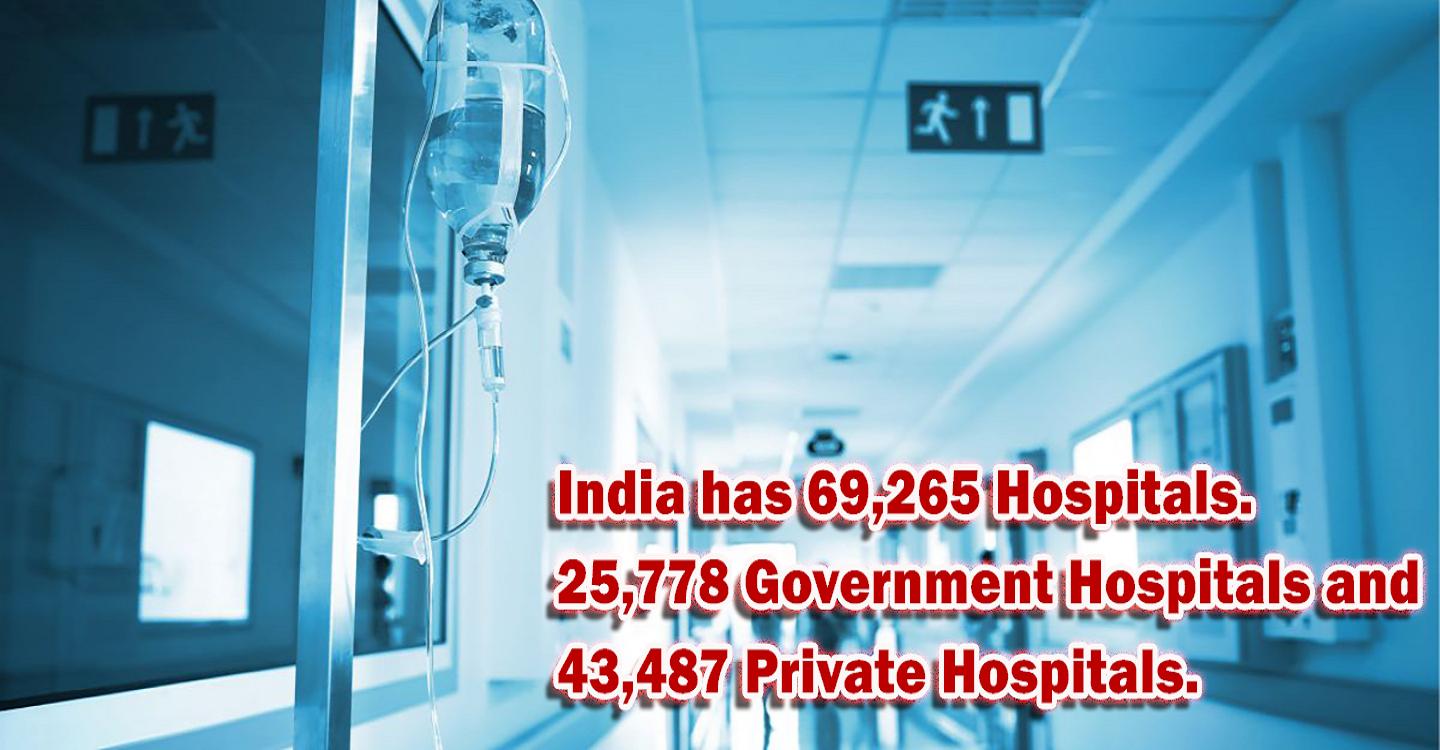 India has 69,265 Hospitals.
25,778 Government Hospitals and
43,487 Private Hospitals.